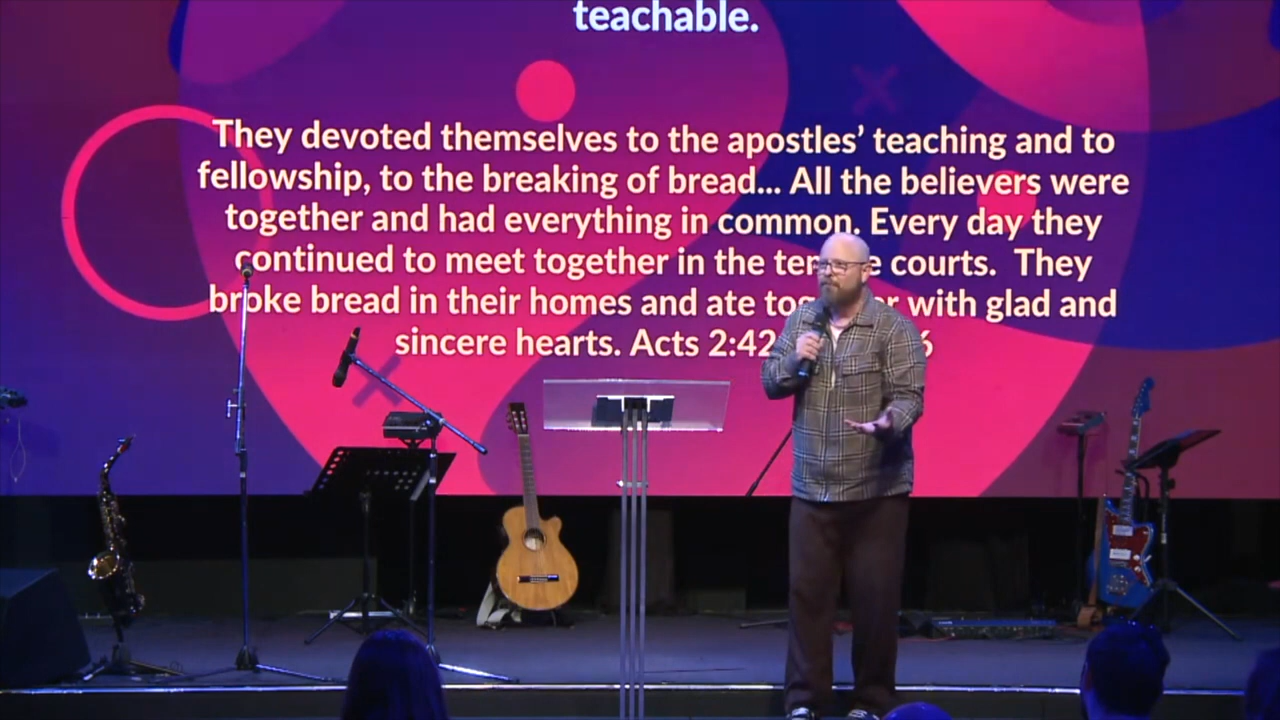 teachable.
They devoted themselves to the apostles’ teaching and to
fellowship, to the breaking of bread... All the believers were
together and had everything in common. Every day they
continued to meet together in the courts. They
broke bread in their homes and ate with glad and
sincere hearts. Acts 2:42